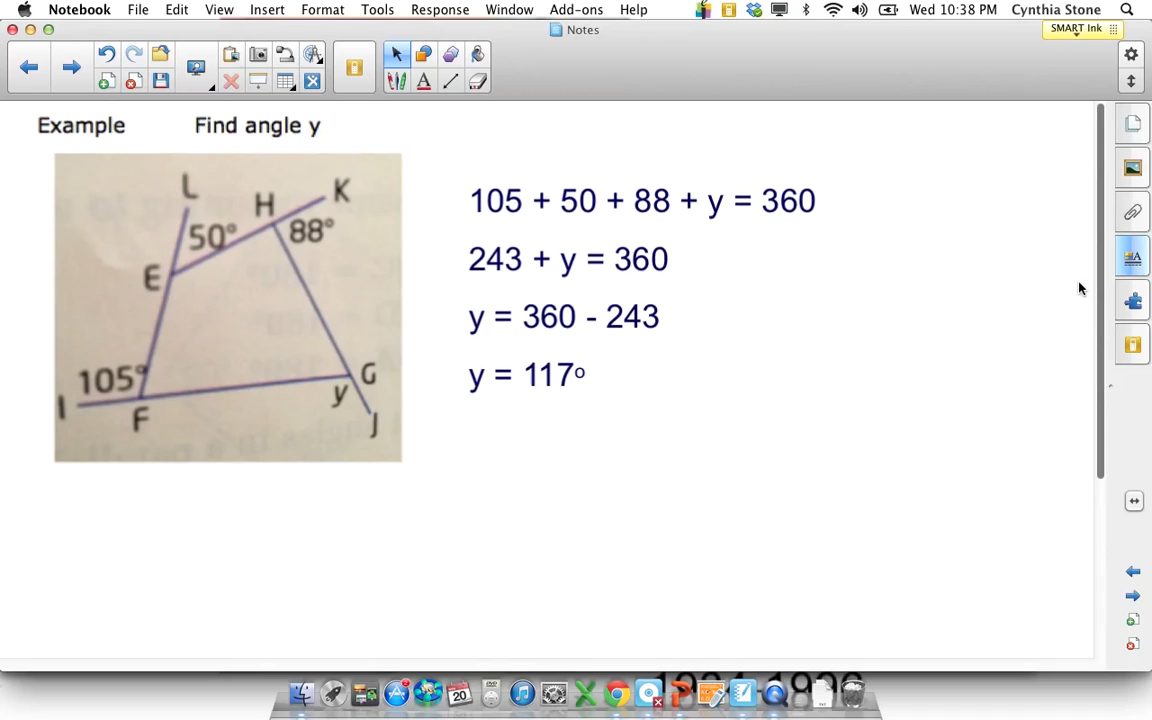 Notebook File Edit View Insert Format Tools Response Window Add-ons Help Wed 10:38 PM Cynthia Stone
Notes
SMART Ink
Example Find angle y
L
H
K
50°
88°
E
105°
G
y
I
F
J
105 + 50 + 88 + y = 360
243 + y = 360
y = 360 - 243
y = 117°
20